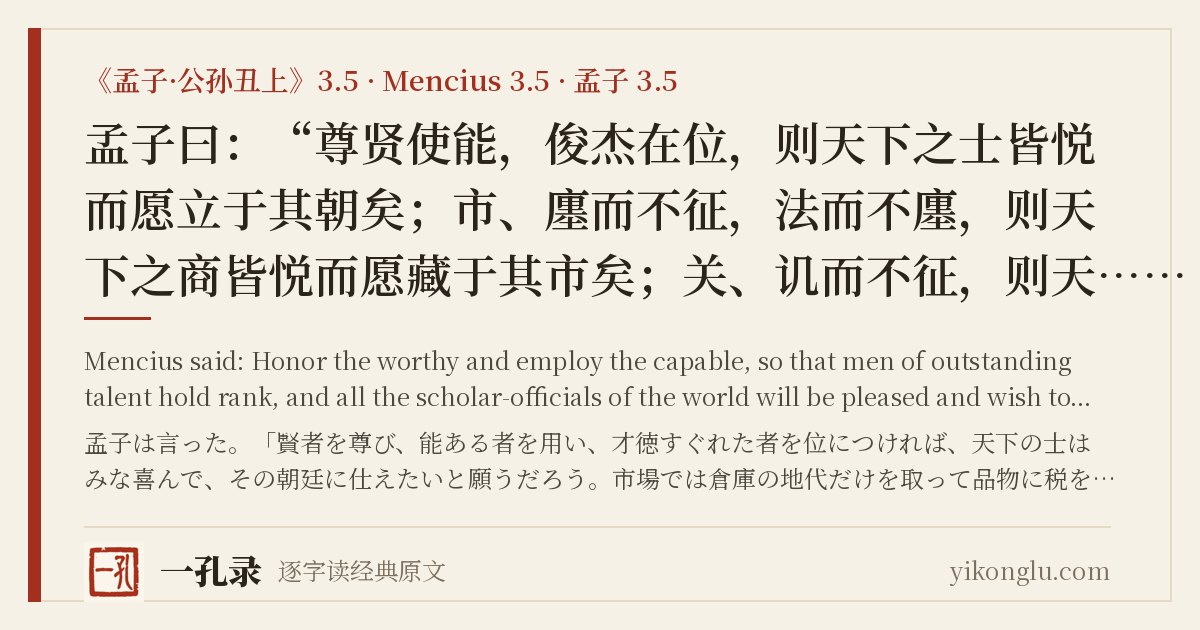 《孟子·公孙丑上》3.5 · Mencius 3.5 · 孟子 3.5
孟子曰：“尊贤使能，俊杰在位，则天下之士皆悦
而愿立于其朝矣；市、廛而不征，法而不廛，则天
下之商皆悦而愿藏于其市矣；关、讥而不征，则天……
Mencius said: Honor the worthy and employ the capable, so that men of outstanding
talent hold rank, and all the scholar-officials of the world will be pleased and wish to...
孟子は言った。「賢者を尊び、能ある者を用い、才徳すぐれた者を位につければ、天下の士は
みな喜んで、その朝廷に仕えたいと願うだろう。市場では倉庫の地代だけを取って品物に税を…
一孔
一孔录 逐字读经典原文
yikonglu.com